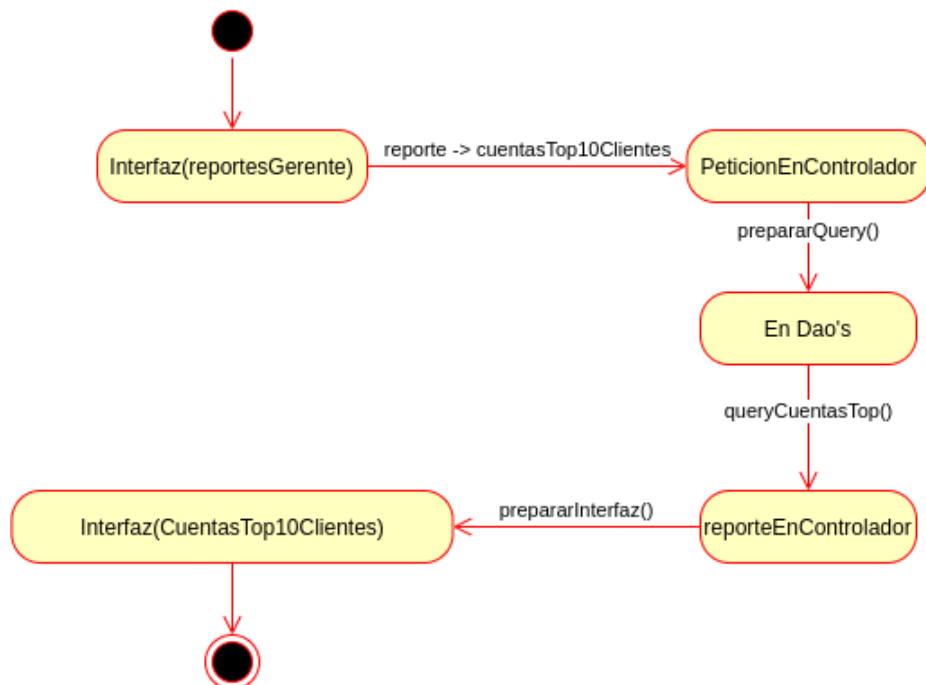 Interfaz(reportesGerente)
reporte -> cuentasTop10Clientes
PeticionEnControlador
prepararQuery()
En Dao's
queryCuentasTop()
reporteEnControlador
prepararInterfaz()
Interfaz(CuentasTop10Clientes)